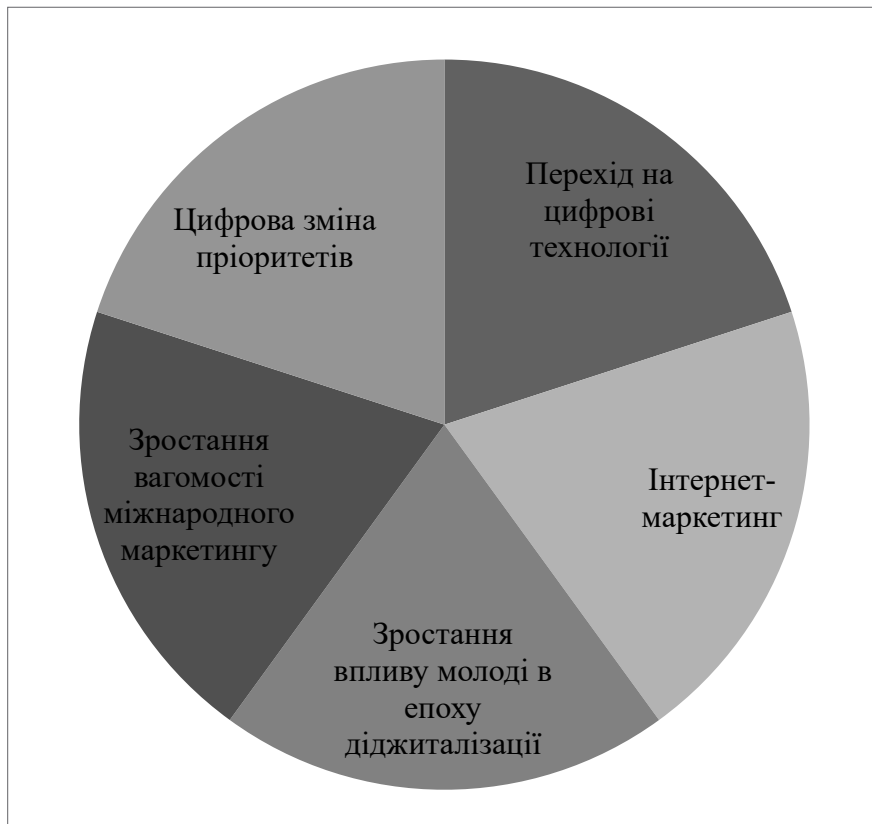 Перехід на
цифрові
технології
Інтернет-
маркетинг
Зростання
впливу молоді в
епоху
діджиталізації
Зростання
вагомості
міжнародного
маркетингу
Цифрова зміна
пріоритетів